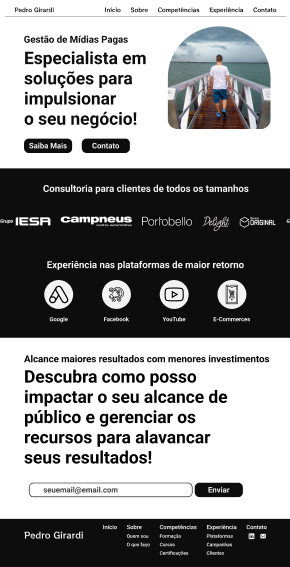 Pedro Girardi
Início Sobre Competências Experiência Contato
Gestão de Mídias Pagas
Especialista em
soluções para
impulsionar
o seu negócio!
Saiba Mais Contato
Consultoria para clientes de todos os tamanhos
Grupo IESA campneus centro automotivo Portobello Delight ORIGINAL G
Experiência nas plataformas de maior retorno
Google Facebook YouTube E-Commerces
Alcance maiores resultados com menores investimentos
Descubra como posso
impactar o seu alcance de
público e gerenciar os
recursos para alavancar
seus resultados!
seuemail@email.com Enviar
Pedro Girardi
Início Sobre Competências Experiência Contato
Quem sou Formação Plataformas
O que faço Cursos Campanhas
Certificações Clientes